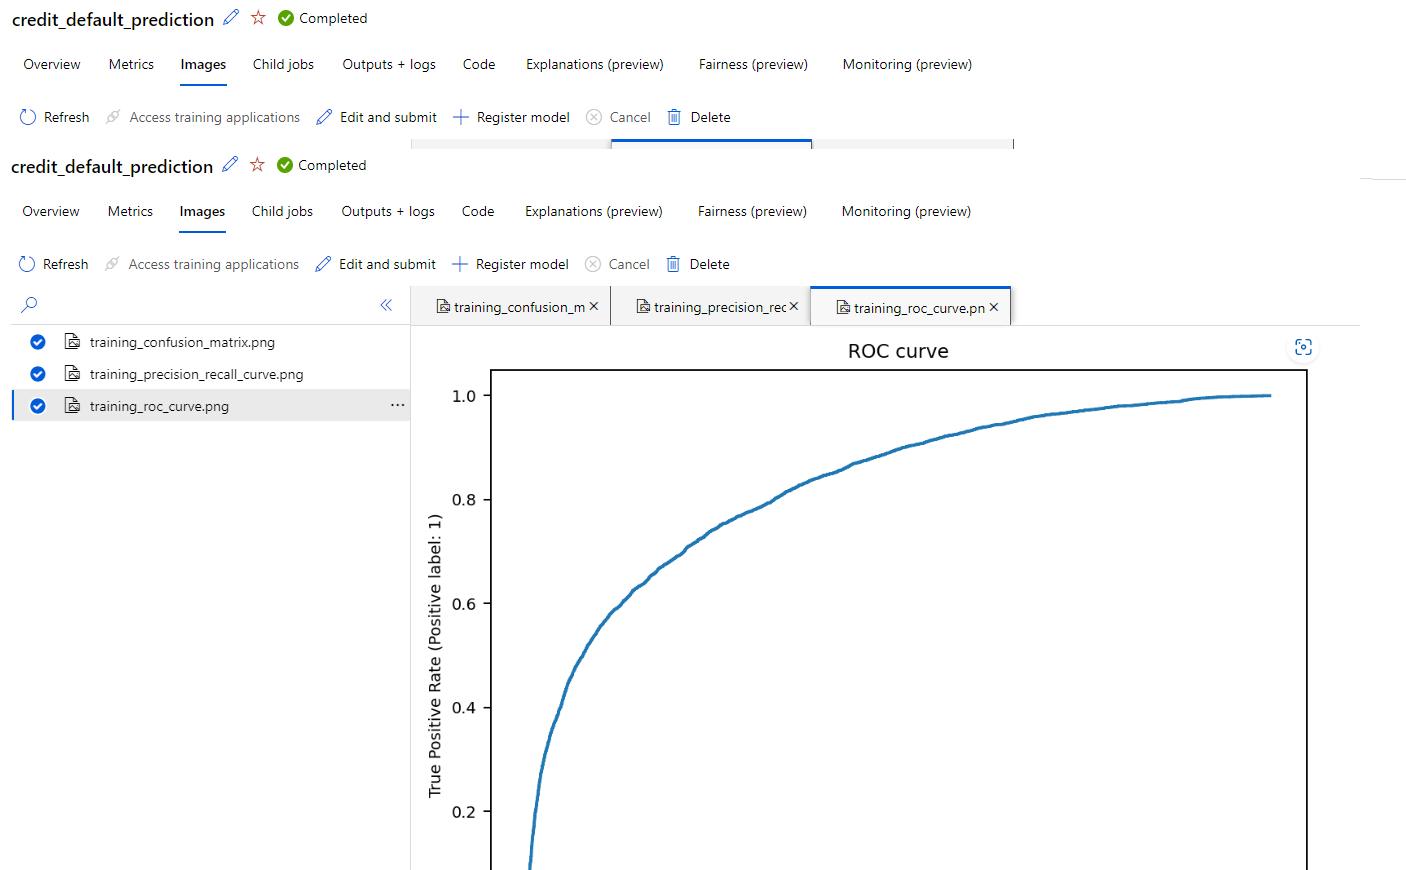 credit_default_prediction Completed
Overview Metrics Images Child jobs Outputs + logs Code Explanations (preview) Fairness (preview) Monitoring (preview)
Refresh Access training applications Edit and submit Register model Cancel Delete
credit_default_prediction Completed
Overview Metrics Images Child jobs Outputs + logs Code Explanations (preview) Fairness (preview) Monitoring (preview)
Refresh Access training applications Edit and submit Register model Cancel Delete
training_confusion_m training_precision_rec training_roc_curve.pn
training_confusion_matrix.png
training_precision_recall_curve.png
training_roc_curve.png ...
ROC curve
1.0
0.8
0.6
0.4
0.2
True Positive Rate (Positive label: 1)